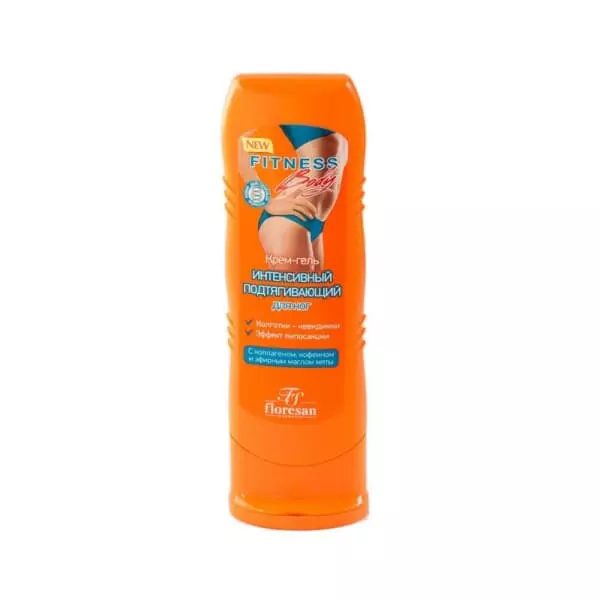 NEW
FITNESS
Body
Крем-гель
ИНТЕНСИВНЫЙ
ПОДТЯГИВАЮЩИЙ
для ног
Колготки - невидимки
Эффект липосакции
С коллагеном, кофеином
и эфирным маслом мяты
FS
floresan